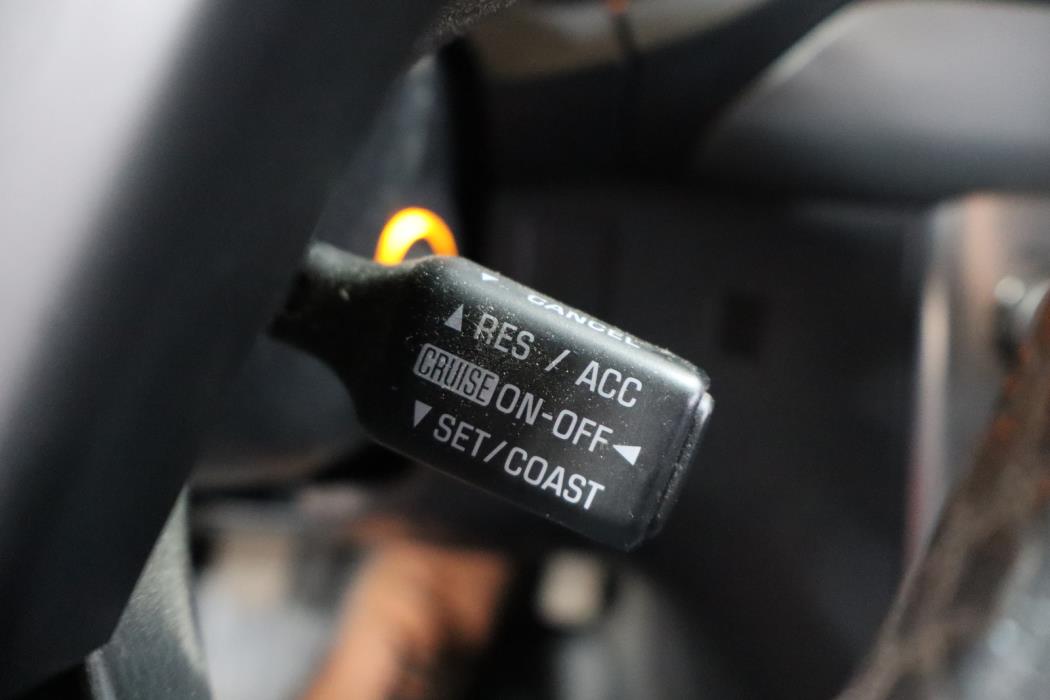 ▼ CANCEL
▲ RES / ACC
CRUISE ON-OFF ◀
▼ SET/COAST